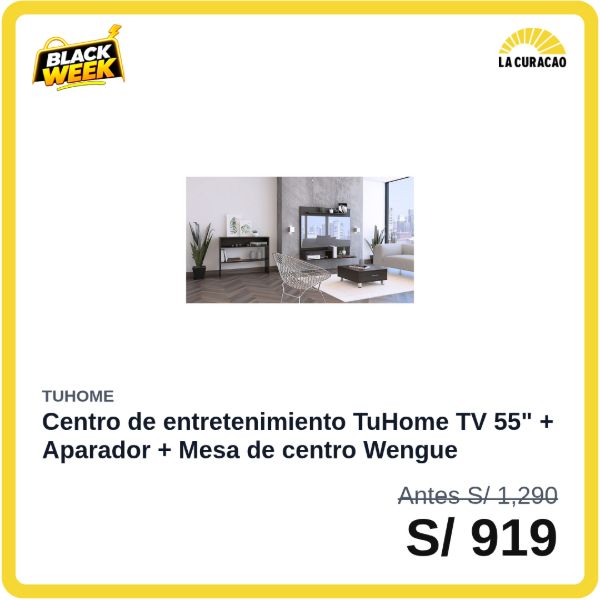 BLACK
WEEK
LA CURACAO
TUHOME
Centro de entretenimiento TuHome TV 55" +
Aparador + Mesa de centro Wengue
Antes S/ 1,290
S/ 919